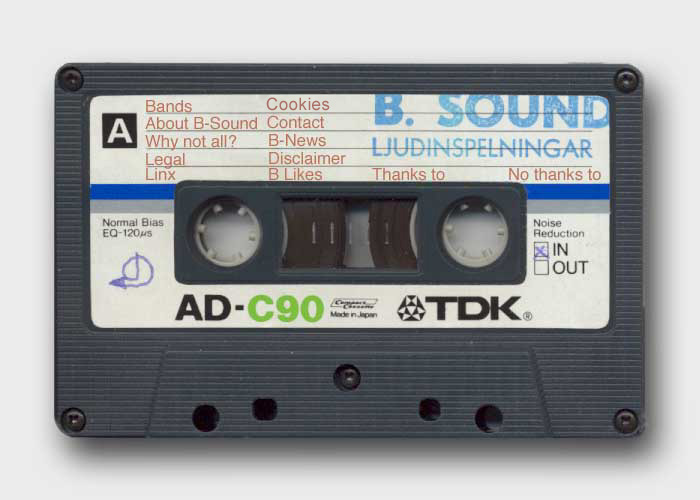 A
Bands Cookies B. SOUND
About B-Sound Contact
Why not all? B-News LJUDINSPELNINGAR
Legal Disclaimer
Linx B Likes Thanks to No thanks to
Normal Bias
EQ-120µs
Noise
Reduction
IN
OUT
AD-C90
Compact
Cassette
Made in Japan
TDK®